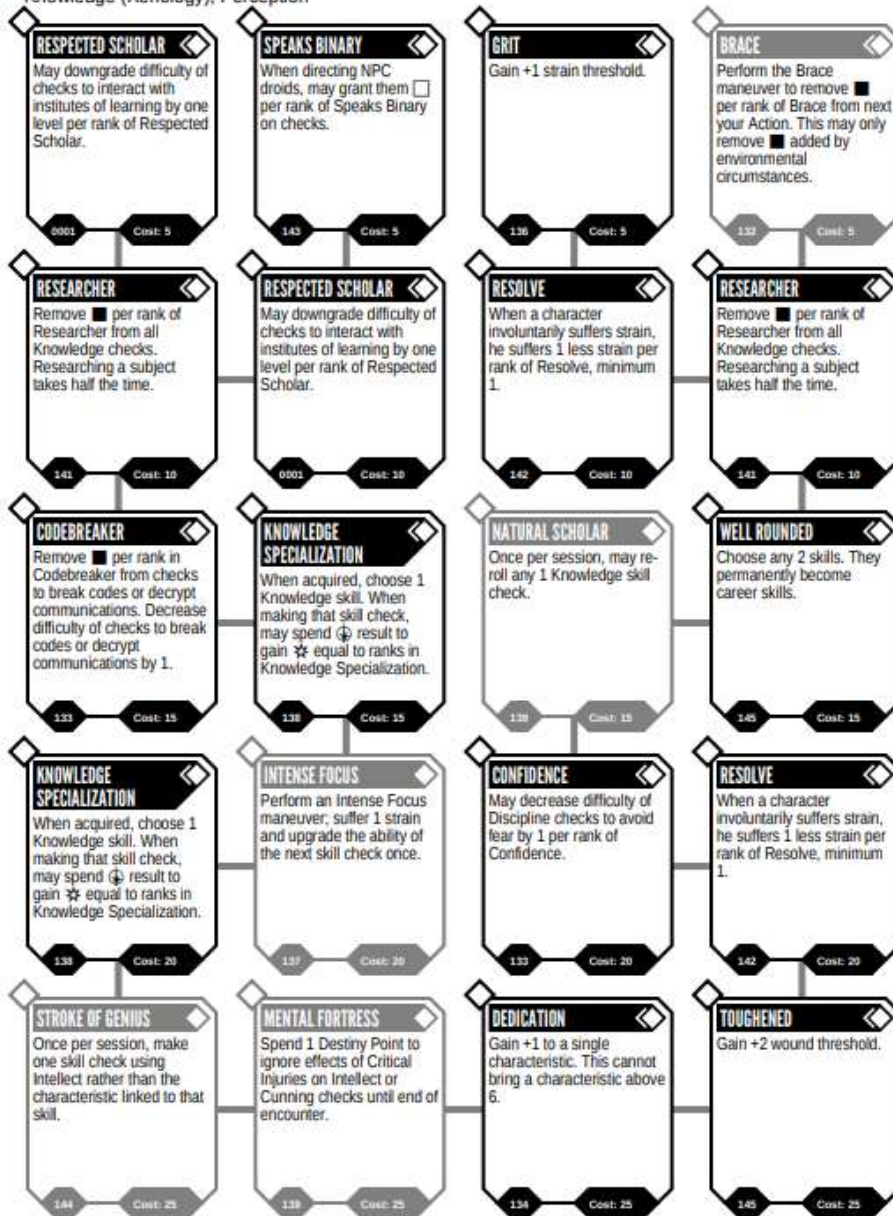 Knowledge (Xenology), Perception
RESPECTED SCHOLAR
May downgrade difficulty of
checks to interact with
institutes of learning by one
level per rank of Respected
Scholar.
0001
Cost: 5
SPEAKS BINARY
When directing NPC
droids, may grant them
per rank of Speaks Binary
on checks.
143
Cost: 5
GRIT
Gain +1 strain threshold.
136
Cost: 5
BRACE
Perform the Brace
maneuver to remove ■
per rank of Brace from next
your Action. This may only
remove ■ added by
environmental
circumstances.
132
Cost: 5
RESEARCHER
Remove ■ per rank of
Researcher from all
Knowledge checks.
Researching a subject
takes half the time.
141
Cost: 10
RESPECTED SCHOLAR
May downgrade difficulty of
checks to interact with
institutes of learning by one
level per rank of Respected
Scholar.
0001
Cost: 10
RESOLVE
When a character
involuntarily suffers strain,
he suffers 1 less strain per
rank of Resolve, minimum
1.
142
Cost: 10
RESEARCHER
Remove ■ per rank of
Researcher from all
Knowledge checks.
Researching a subject
takes half the time.
141
Cost: 10
CODEBREAKER
Remove ■ per rank in
Codebreaker from checks
to break codes or decrypt
communications. Decrease
difficulty of checks to break
codes or decrypt
communications by 1.
133
Cost: 15
KNOWLEDGE
SPECIALIZATION
When acquired, choose 1
Knowledge skill. When
making that skill check,
may spend result to
gain equal to ranks in
Knowledge Specialization.
138
Cost: 15
NATURAL SCHOLAR
Once per session, may re-
roll any 1 Knowledge skill
check.
139
Cost: 15
WELL ROUNDED
Choose any 2 skills. They
permanently become
career skills.
145
Cost: 15
KNOWLEDGE
SPECIALIZATION
When acquired, choose 1
Knowledge skill. When
making that skill check,
may spend result to
gain equal to ranks in
Knowledge Specialization.
138
Cost: 20
INTENSE FOCUS
Perform an Intense Focus
maneuver; suffer 1 strain
and upgrade the ability of
the next skill check once.
137
Cost: 20
CONFIDENCE
May decrease difficulty of
Discipline checks to avoid
fear by 1 per rank of
Confidence.
133
Cost: 20
RESOLVE
When a character
involuntarily suffers strain,
he suffers 1 less strain per
rank of Resolve, minimum
1.
142
Cost: 20
STROKE OF GENIUS
Once per session, make
one skill check using
Intellect rather than the
characteristic linked to that
skill.
144
Cost: 25
MENTAL FORTRESS
Spend 1 Destiny Point to
ignore effects of Critical
Injuries on Intellect or
Cunning checks until end of
encounter.
139
Cost: 25
DEDICATION
Gain +1 to a single
characteristic. This cannot
bring a characteristic above
6.
134
Cost: 25
TOUGHENED
Gain +2 wound threshold.
145
Cost: 25